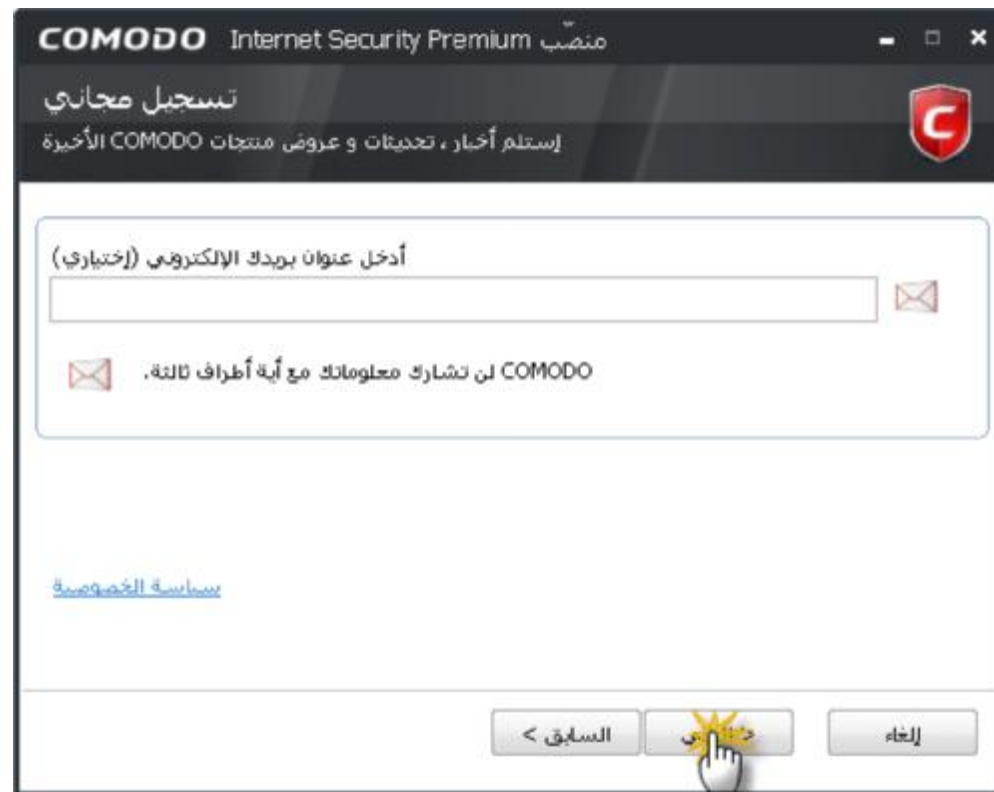 COMODO Internet Security Premium منصّب
تسجيل مجاني
إستلم أخبار ، تحديثات و عروض منتجات COMODO الأخيرة
أدخل عنوان بريدك الإلكتروني (إختياري)
COMODO لن تشارك معلوماتك مع أية أطراف ثالثة.
سياسة الخصوصية
السابق >
إلغاء